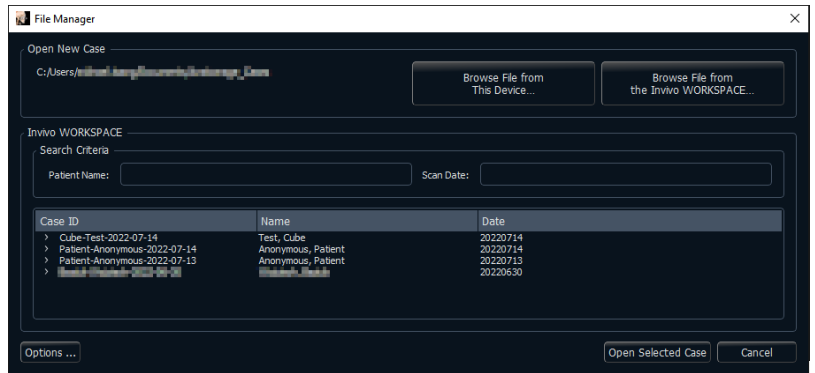 File Manager
Open New Case
C:/Users/
Browse File from
This Device...
Browse File from
the Invivo WORKSPACE...
Invivo WORKSPACE
Search Criteria
Patient Name:
Scan Date:
Case ID Name Date
Cube-Test-2022-07-14 Test, Cube 20220714
Patient-Anonymous-2022-07-14 Anonymous, Patient 20220714
Patient-Anonymous-2022-07-13 Anonymous, Patient 20220713
20220630
Options ...
Open Selected Case
Cancel